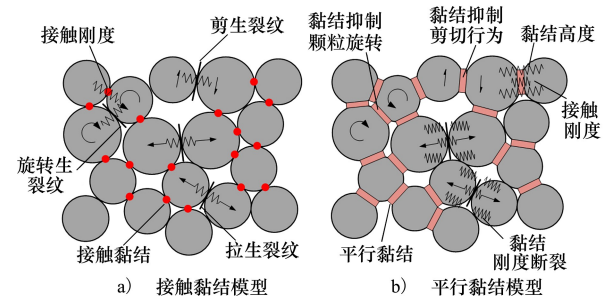 剪生裂纹
接触刚度
旋转生
裂纹
接触黏结
拉生裂纹
a) 接触黏结模型
黏结抑制
颗粒旋转
黏结抑制
剪切行为
黏结高度
接触
刚度
平行黏结
黏结
刚度断裂
b) 平行黏结模型